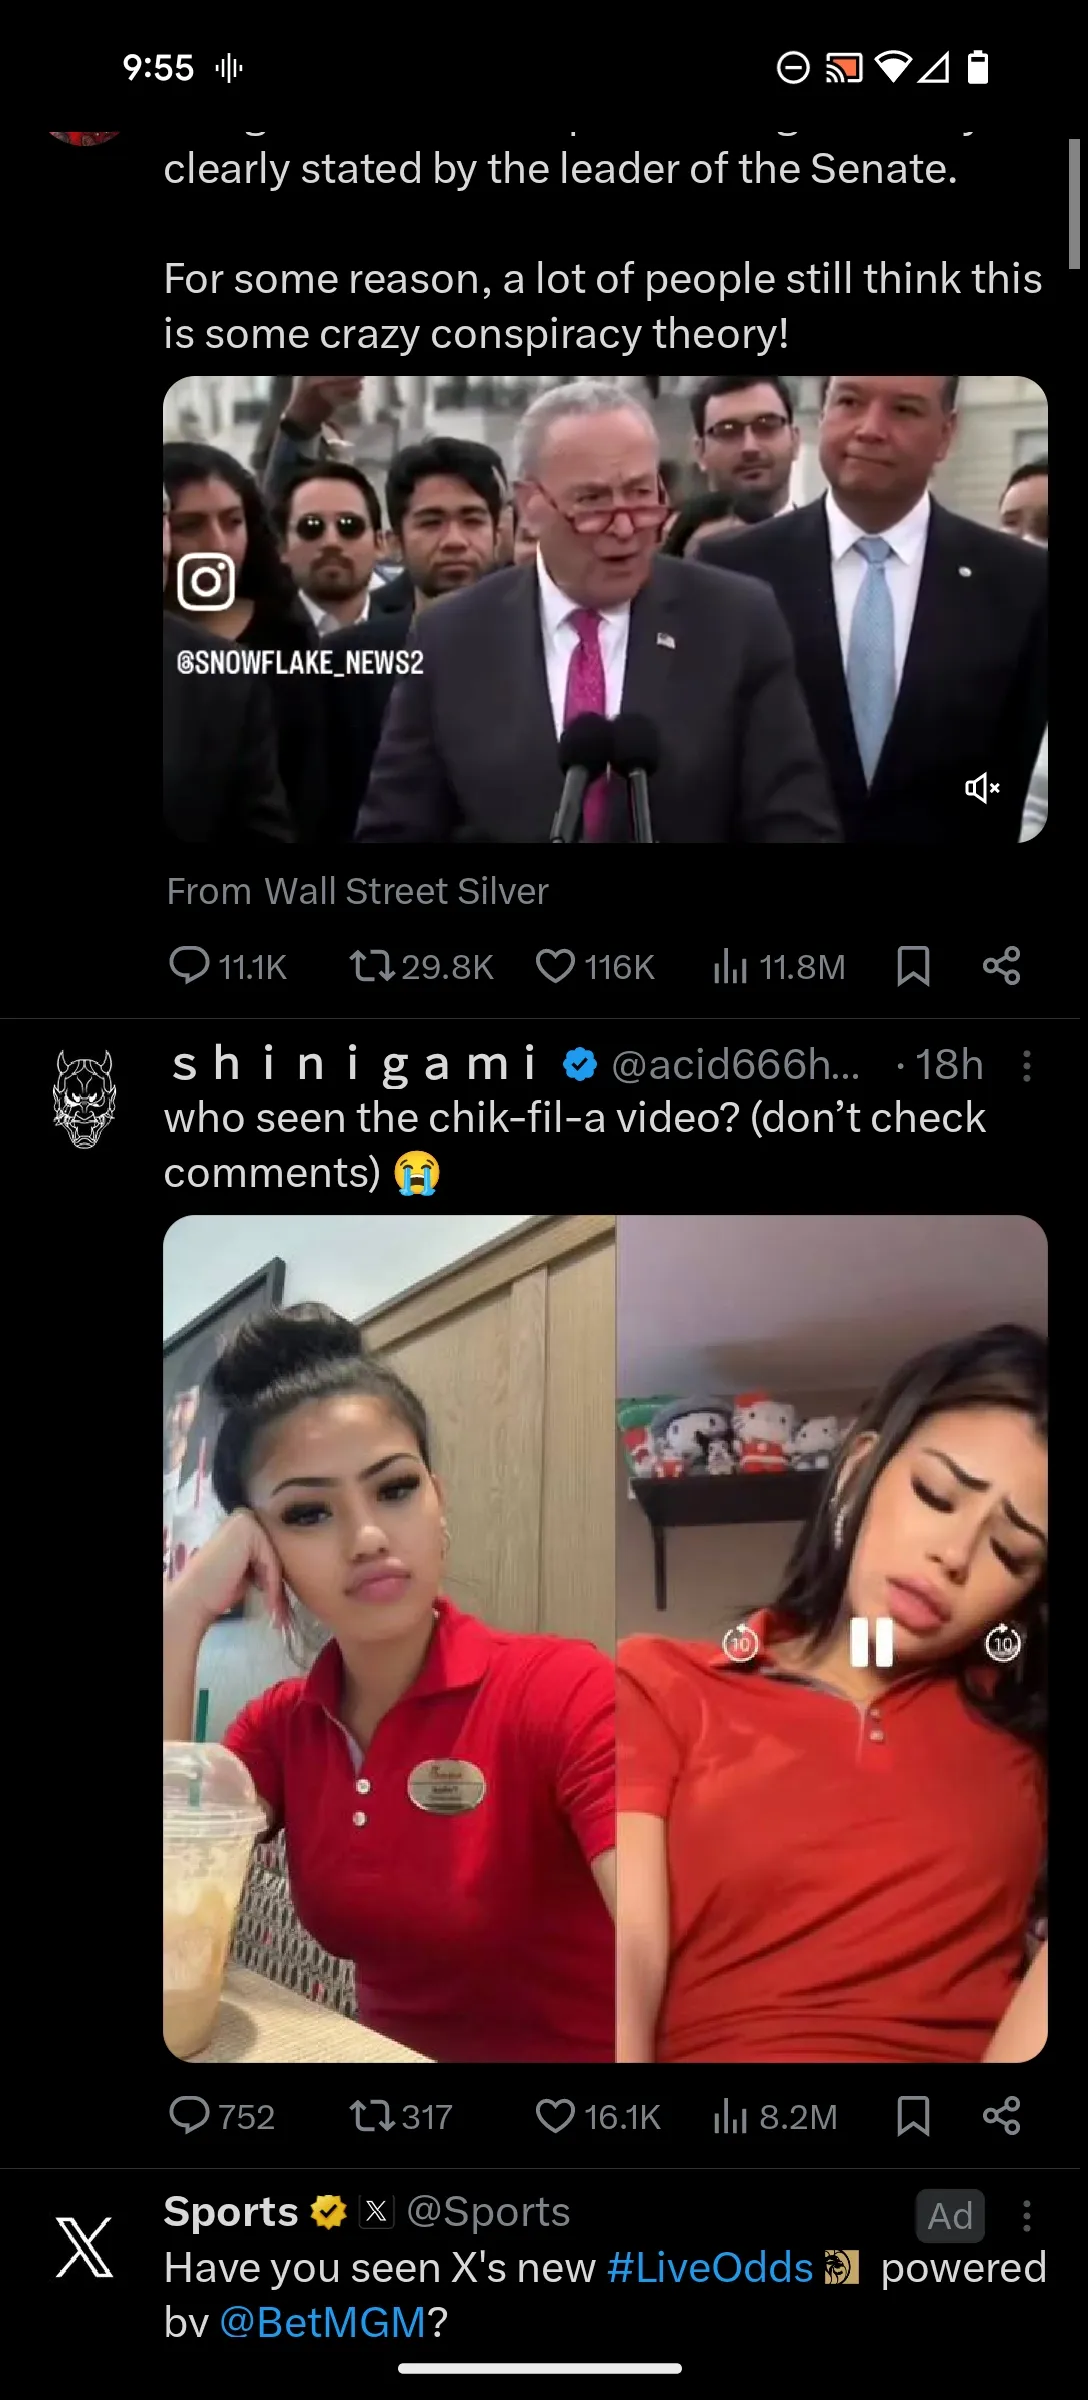 9:55
clearly stated by the leader of the Senate.
For some reason, a lot of people still think this
is some crazy conspiracy theory!
@SNOWFLAKE_NEWS2
From Wall Street Silver
11.1K 29.8K 116K 11.8M
s h i n i g a m i @acid666h... · 18h
who seen the chik-fil-a video? (don’t check
comments) 😭
10 10
752 317 16.1K 8.2M
Sports X @Sports Ad
Have you seen X's new #LiveOdds powered
by @BetMGM?